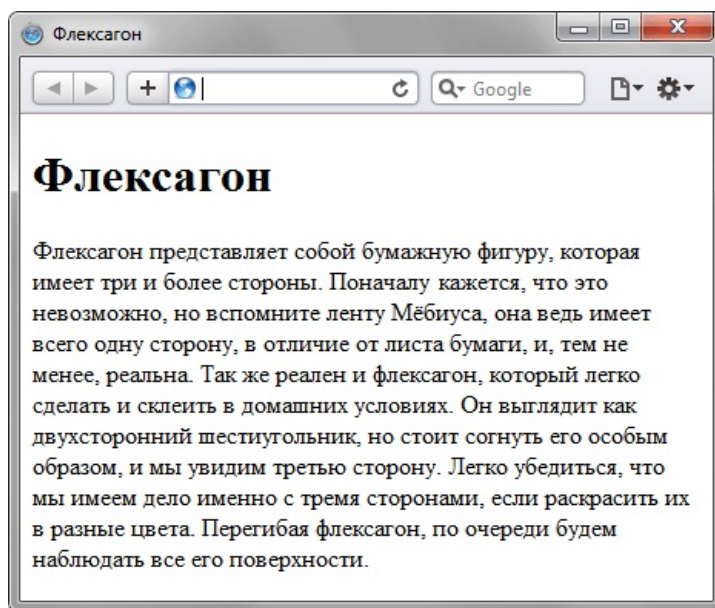 Флексагон
Google
Флексагон
Флексагон представляет собой бумажную фигуру, которая
имеет три и более стороны. Поначалу кажется, что это
невозможно, но вспомните ленту Мёбиуса, она ведь имеет
всего одну сторону, в отличие от листа бумаги, и, тем не
менее, реальна. Так же реален и флексагон, который легко
сделать и склеить в домашних условиях. Он выглядит как
двухсторонний шестиугольник, но стоит согнуть его особым
образом, и мы увидим третью сторону. Легко убедиться, что
мы имеем дело именно с тремя сторонами, если раскрасить их
в разные цвета. Перегибая флексагон, по очереди будем
наблюдать все его поверхности.